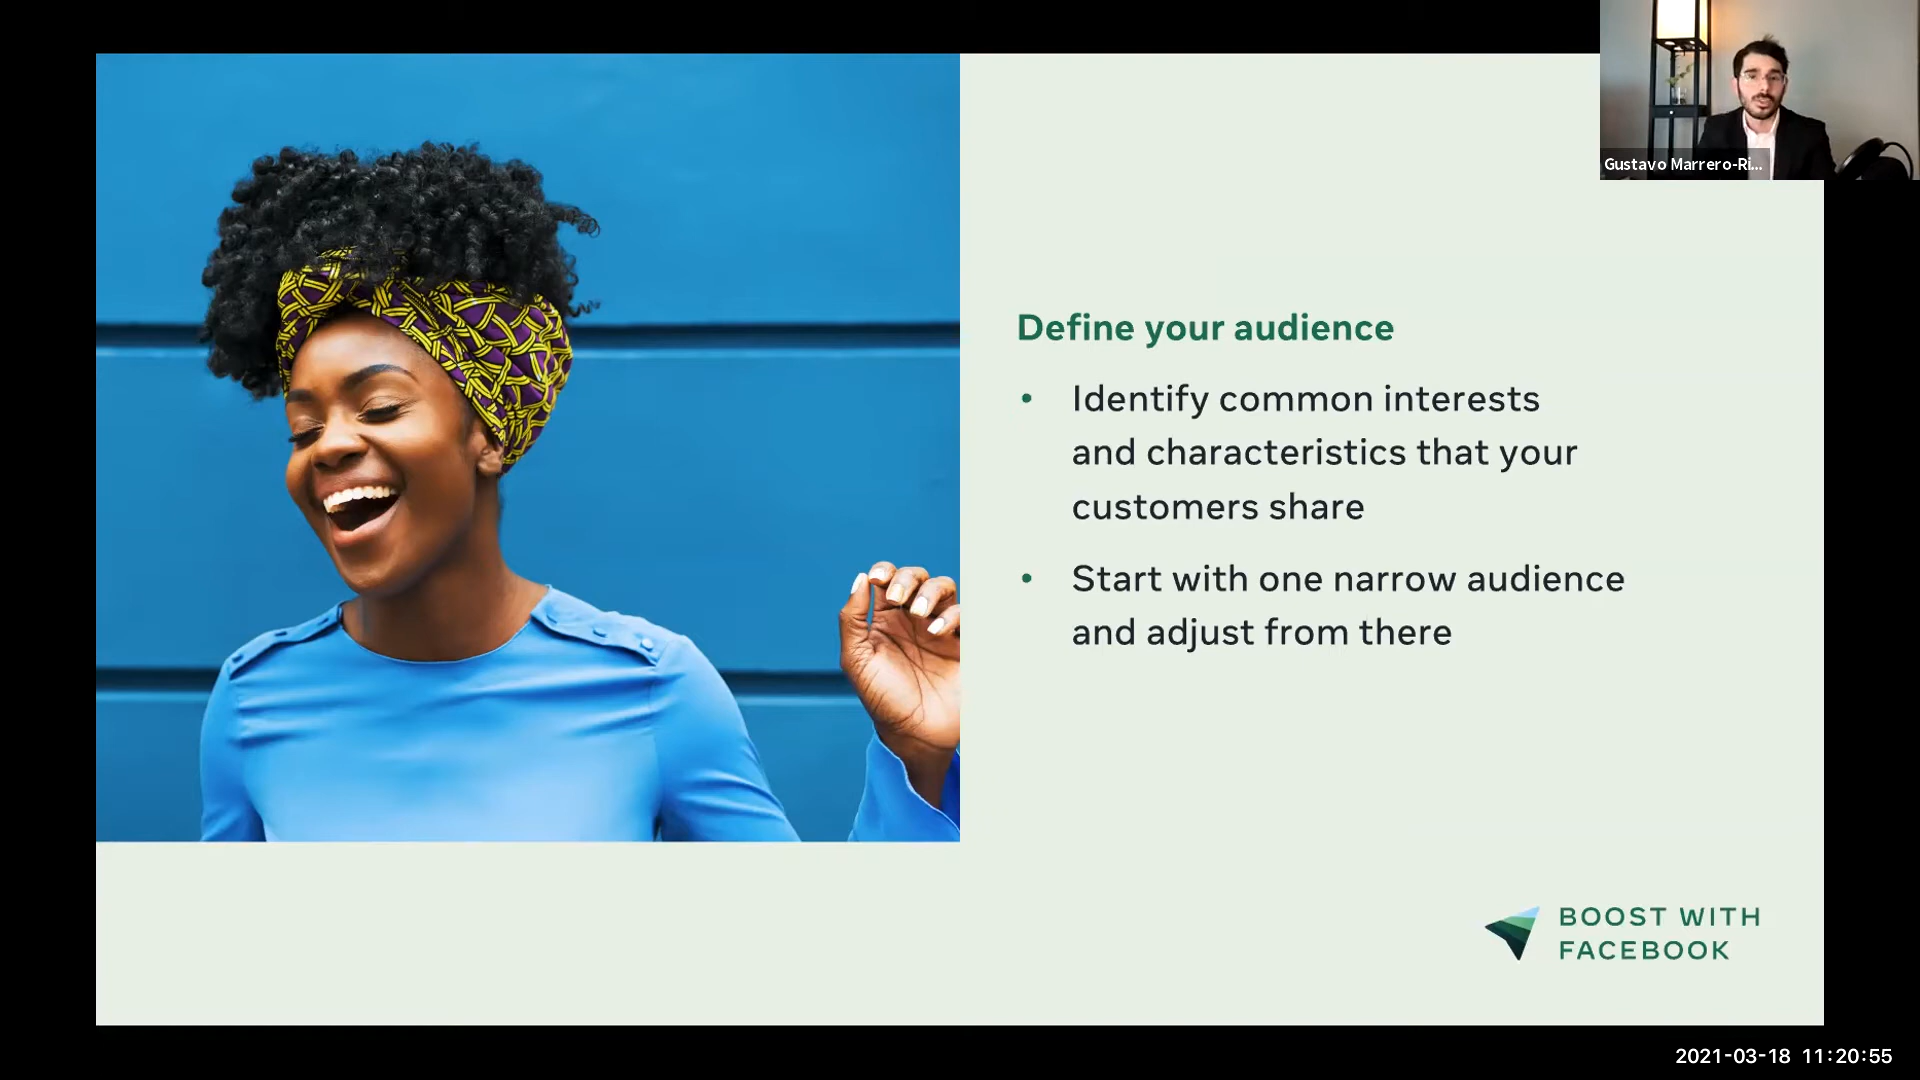 Gustavo Marrero-Ri...
Define your audience
• Identify common interests
and characteristics that your
customers share
• Start with one narrow audience
and adjust from there
BOOST WITH
FACEBOOK
2021-03-18 11:20:55